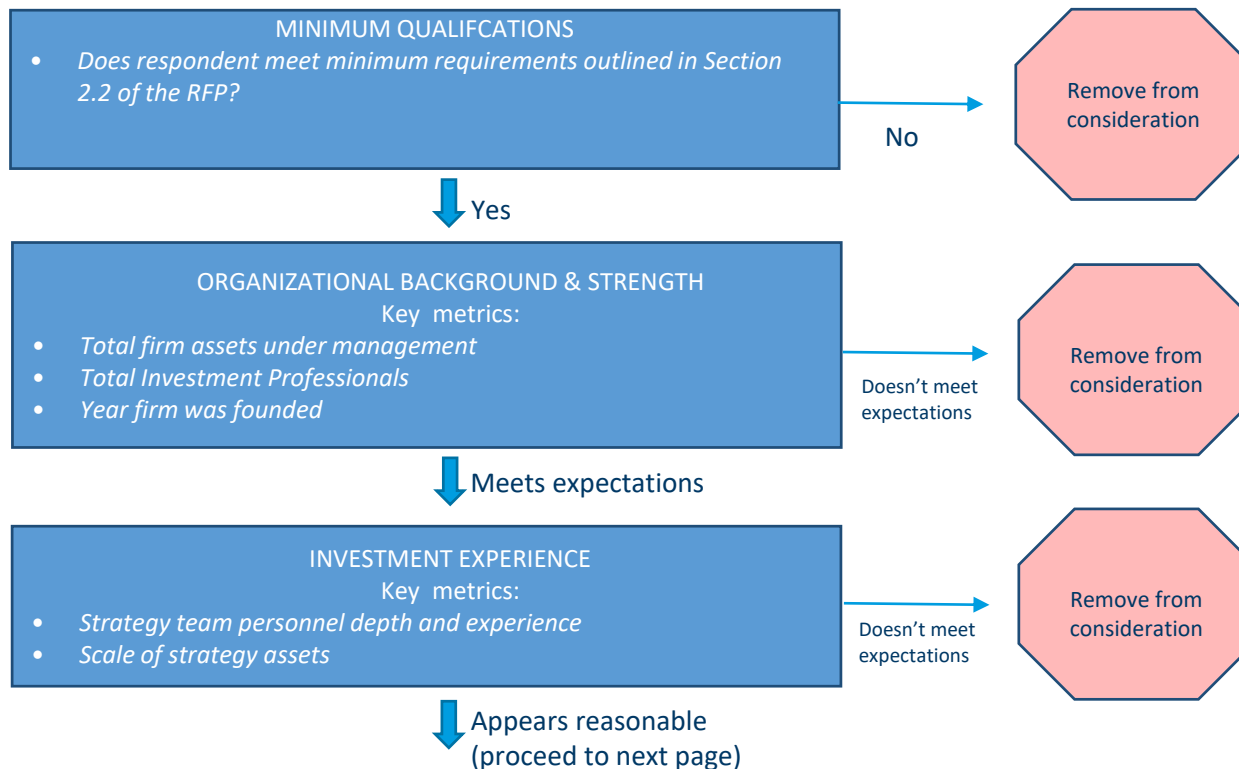 MINIMUM QUALIFCATIONS
• Does respondent meet minimum requirements outlined in Section
2.2 of the RFP?
No
Remove from
consideration
Yes
ORGANIZATIONAL BACKGROUND & STRENGTH
Key metrics:
• Total firm assets under management
• Total Investment Professionals
• Year firm was founded
Doesn’t meet
expectations
Remove from
consideration
Meets expectations
INVESTMENT EXPERIENCE
Key metrics:
• Strategy team personnel depth and experience
• Scale of strategy assets
Doesn’t meet
expectations
Remove from
consideration
Appears reasonable
(proceed to next page)